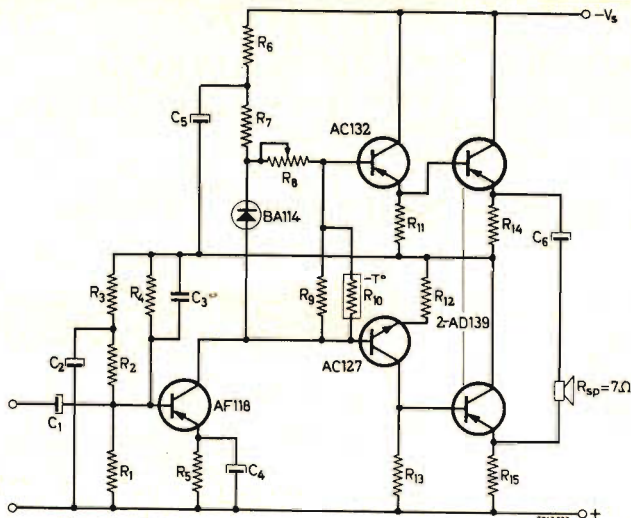 −Vs
R6
C5
R7
AC132
R8
BA114
R11
R14
C6
R3
R4
C3
R9
−T°
R10
R12
2-AD139
C2
R2
AC127
Rsp=7Ω
C1
AF118
R1
R5
C4
R13
R15
+